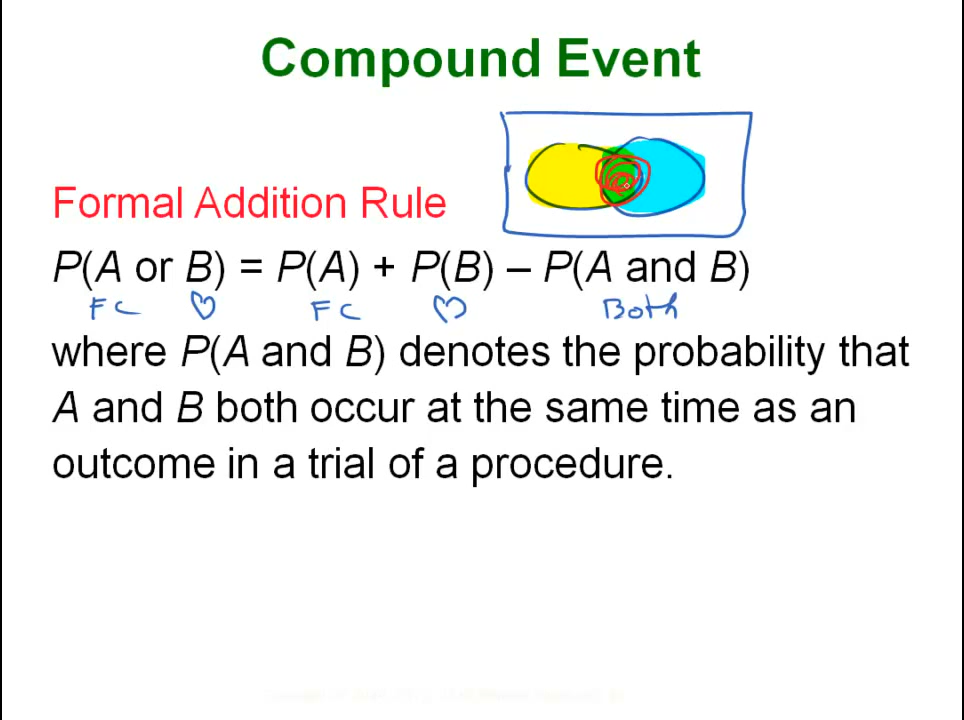 Compound Event
Formal Addition Rule
P(A or B) = P(A) + P(B) – P(A and B)
FC ♡ FC ♡ Both
where P(A and B) denotes the probability that
A and B both occur at the same time as an
outcome in a trial of a procedure.